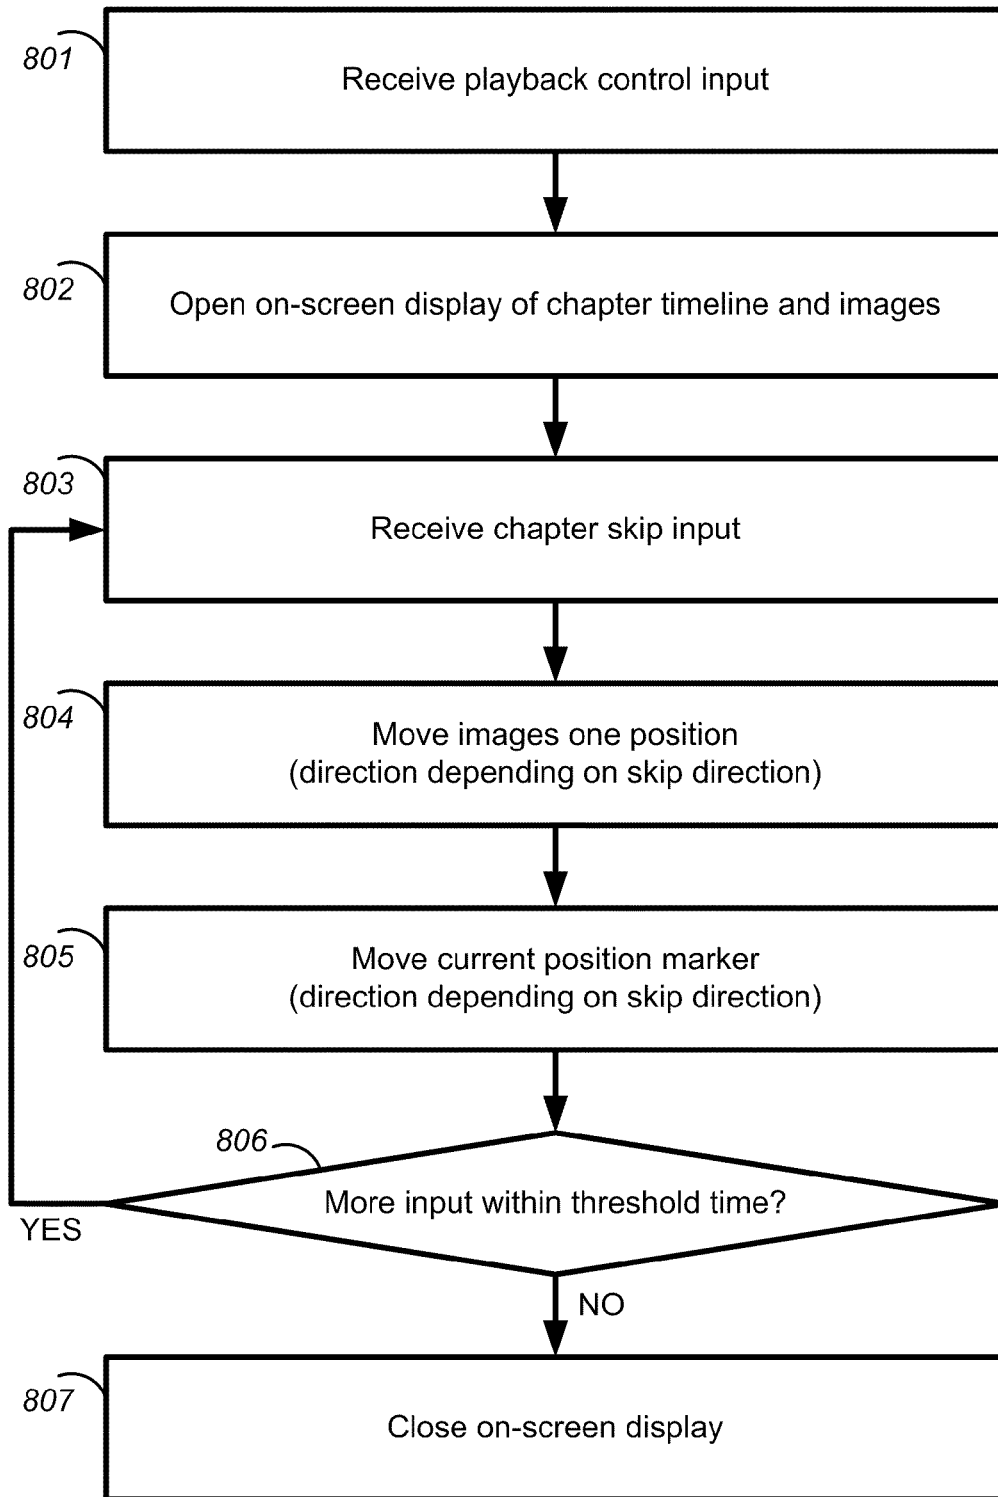 801
Receive playback control input
802
Open on-screen display of chapter timeline and images
803
Receive chapter skip input
804
Move images one position
(direction depending on skip direction)
805
Move current position marker
(direction depending on skip direction)
806
More input within threshold time?
YES
NO
807
Close on-screen display